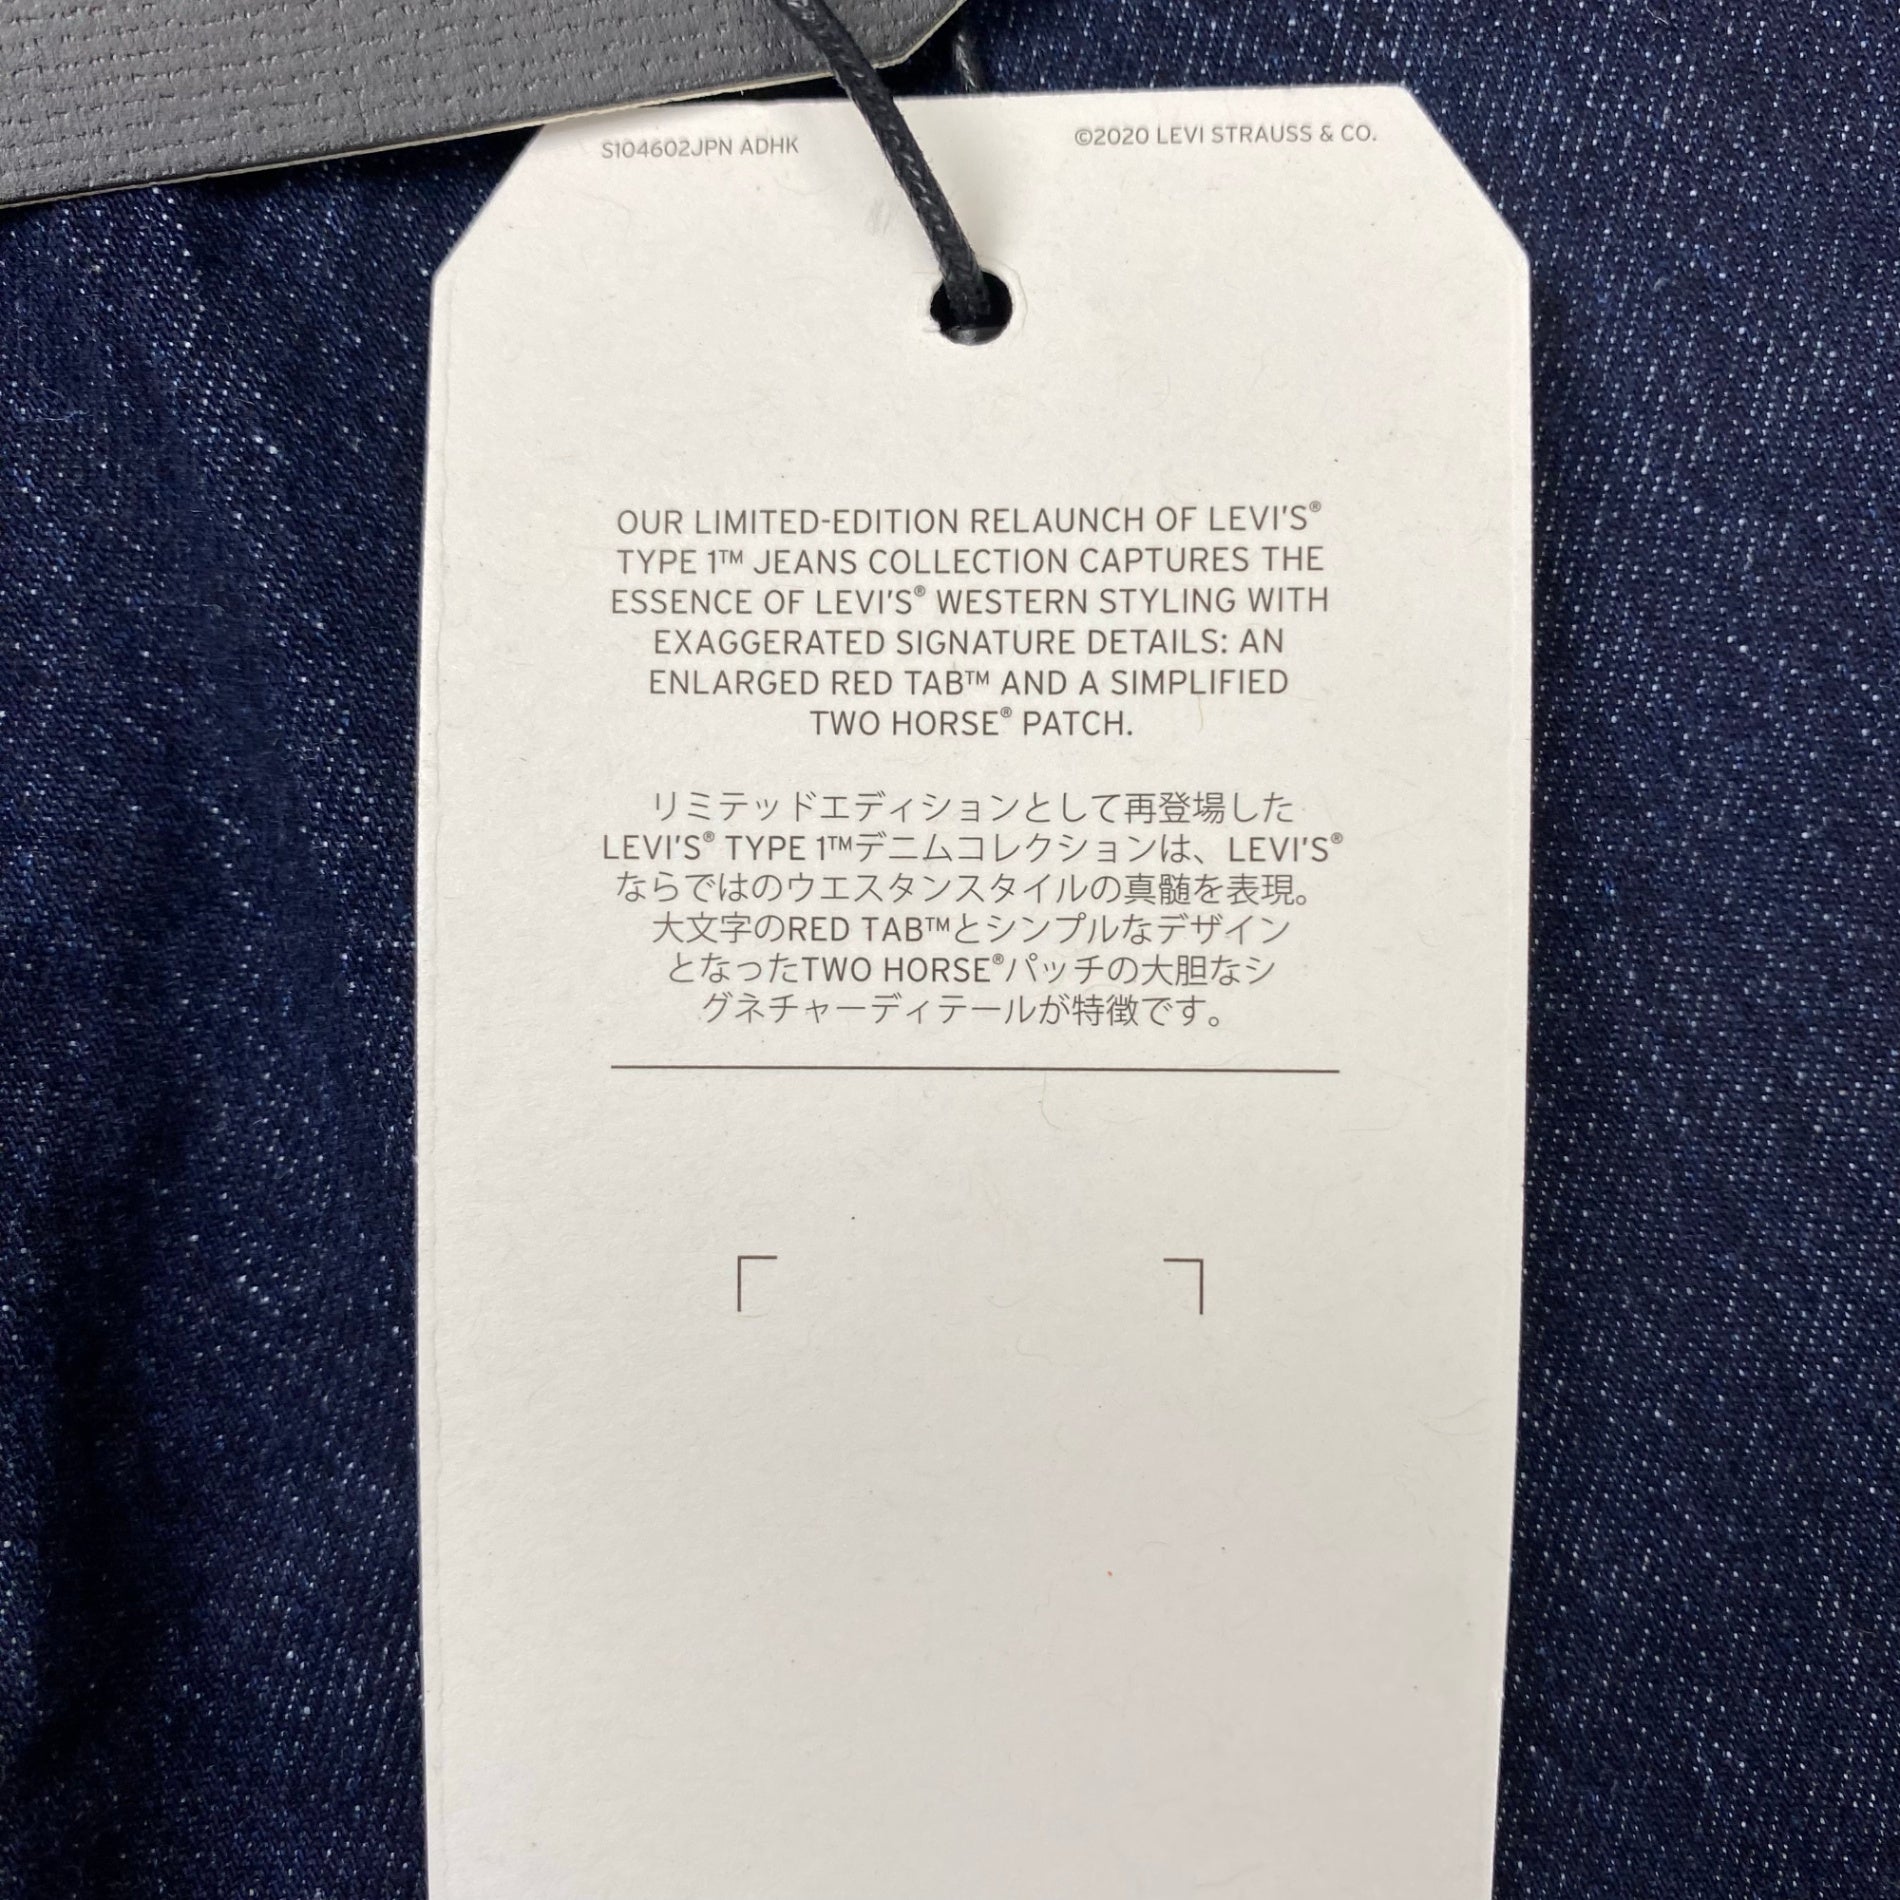 S104602JPN ADHK
©2020 LEVI STRAUSS & CO.
OUR LIMITED-EDITION RELAUNCH OF LEVI'S®
TYPE 1™ JEANS COLLECTION CAPTURES THE
ESSENCE OF LEVI'S® WESTERN STYLING WITH
EXAGGERATED SIGNATURE DETAILS: AN
ENLARGED RED TAB™ AND A SIMPLIFIED
TWO HORSE® PATCH.
リミテッドエディションとして再登場した
LEVI'S® TYPE 1™デニムコレクションは、LEVI'S®
ならではのウエスタンスタイルの真髄を表現。
大文字のRED TAB™とシンプルなデザイン
となったTWO HORSE®パッチの大胆なシ
グネチャーディテールが特徴です。